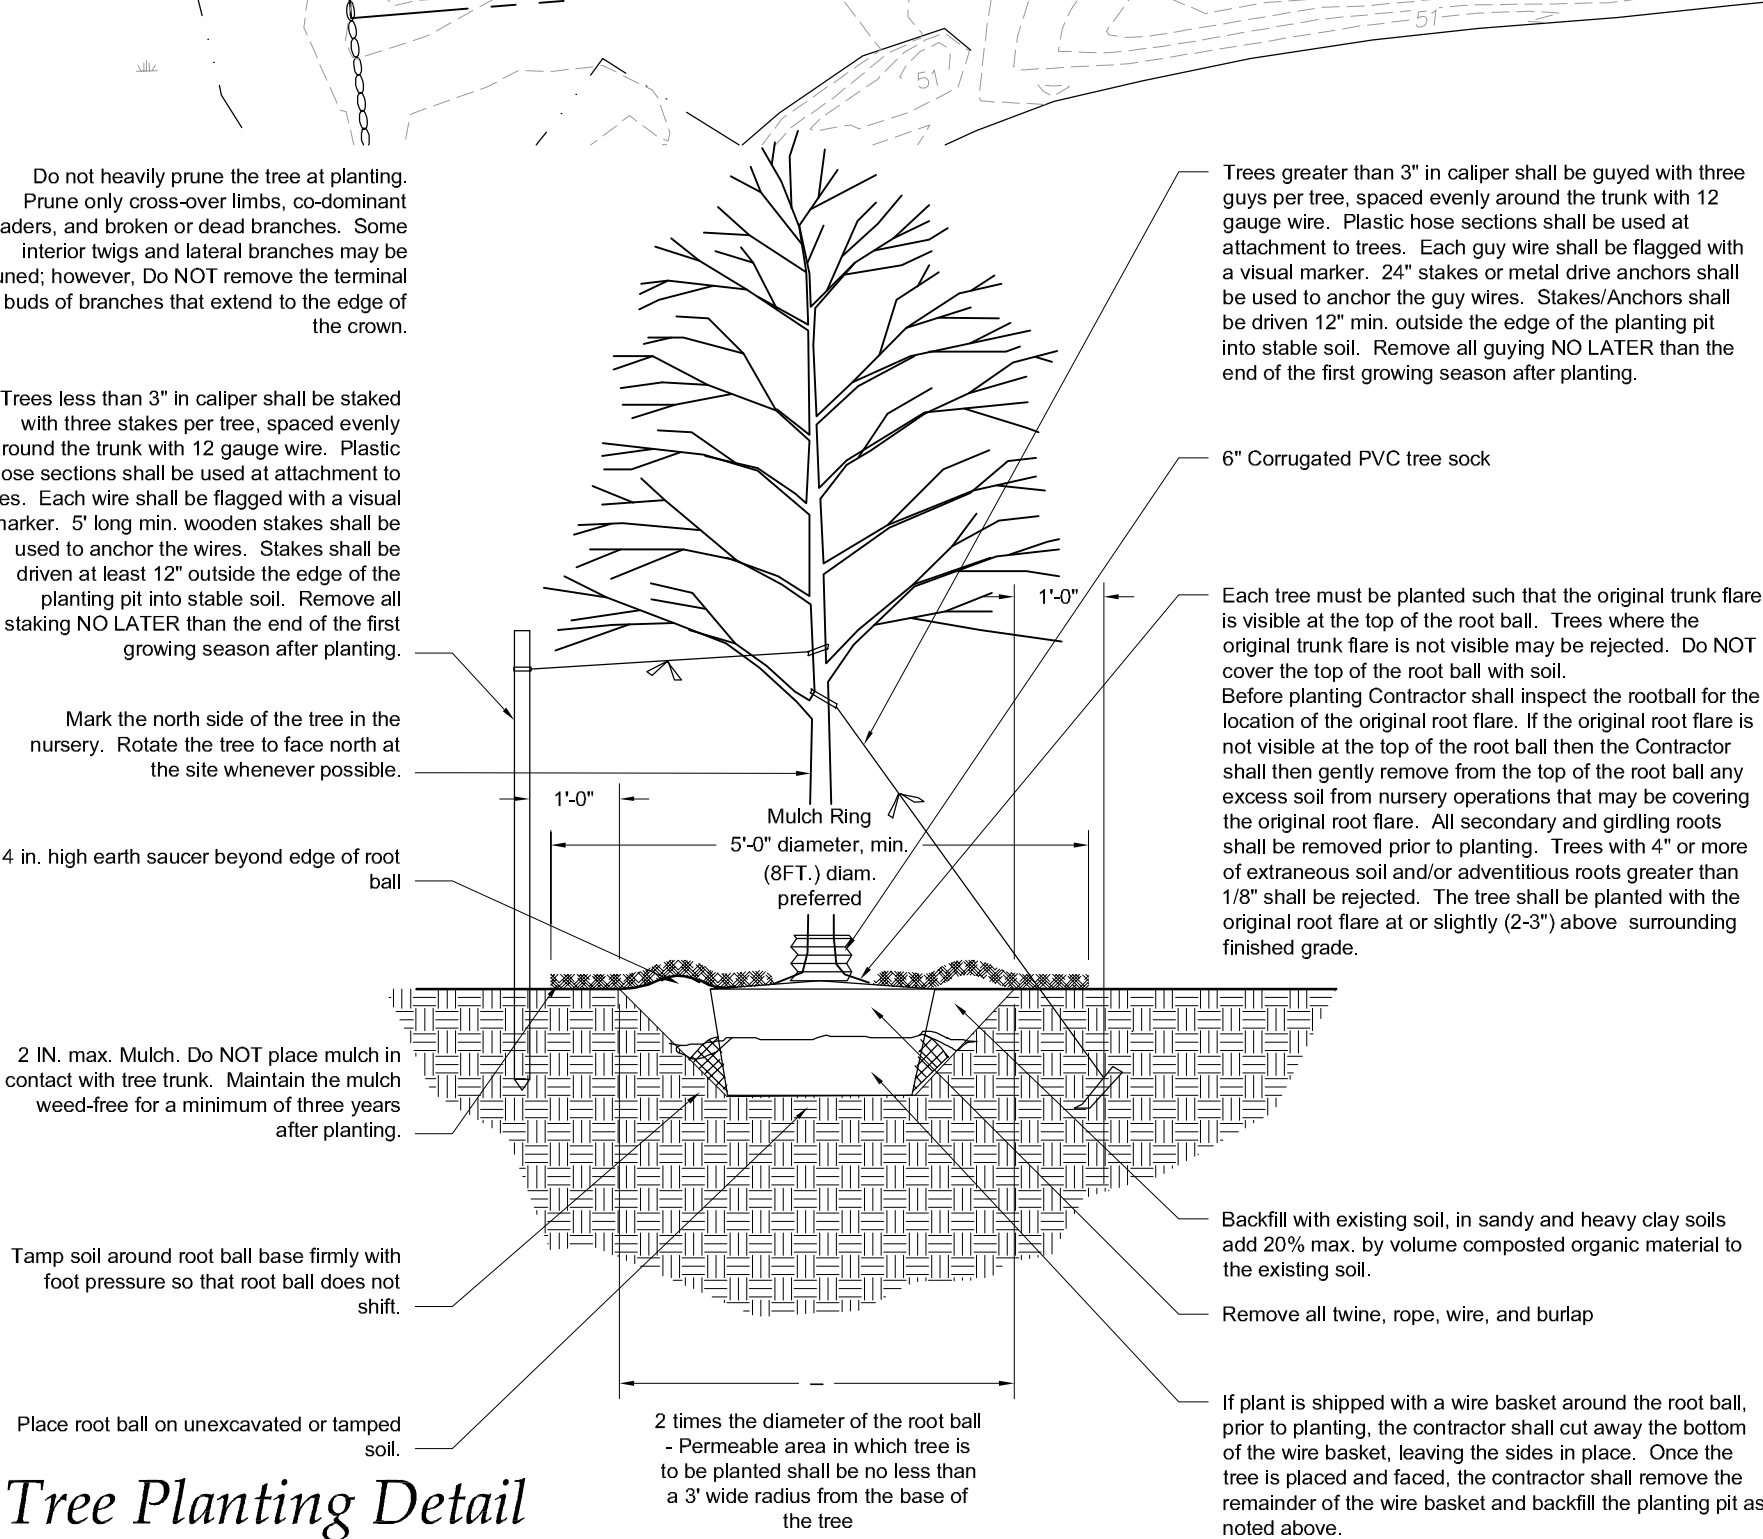 51
51
Do not heavily prune the tree at planting.
Prune only cross-over limbs, co-dominant
aders, and broken or dead branches. Some
interior twigs and lateral branches may be
uned; however, Do NOT remove the terminal
buds of branches that extend to the edge of
the crown.
Trees less than 3" in caliper shall be staked
with three stakes per tree, spaced evenly
round the trunk with 12 gauge wire. Plastic
ose sections shall be used at attachment to
es. Each wire shall be flagged with a visual
arker. 5' long min. wooden stakes shall be
used to anchor the wires. Stakes shall be
driven at least 12" outside the edge of the
planting pit into stable soil. Remove all
staking NO LATER than the end of the first
growing season after planting.
Mark the north side of the tree in the
nursery. Rotate the tree to face north at
the site whenever possible.
4 in. high earth saucer beyond edge of root
ball
2 IN. max. Mulch. Do NOT place mulch in
contact with tree trunk. Maintain the mulch
weed-free for a minimum of three years
after planting.
Tamp soil around root ball base firmly with
foot pressure so that root ball does not
shift.
Place root ball on unexcavated or tamped
soil.
Tree Planting Detail
1'-0"
1'-0"
Mulch Ring
5'-0" diameter, min.
(8FT.) diam.
preferred
2 times the diameter of the root ball
- Permeable area in which tree is
to be planted shall be no less than
a 3' wide radius from the base of
the tree
Trees greater than 3" in caliper shall be guyed with three
guys per tree, spaced evenly around the trunk with 12
gauge wire. Plastic hose sections shall be used at
attachment to trees. Each guy wire shall be flagged with
a visual marker. 24" stakes or metal drive anchors shall
be used to anchor the guy wires. Stakes/Anchors shall
be driven 12" min. outside the edge of the planting pit
into stable soil. Remove all guying NO LATER than the
end of the first growing season after planting.
6" Corrugated PVC tree sock
Each tree must be planted such that the original trunk flare
is visible at the top of the root ball. Trees where the
original trunk flare is not visible may be rejected. Do NOT
cover the top of the root ball with soil.
Before planting Contractor shall inspect the rootball for the
location of the original root flare. If the original root flare is
not visible at the top of the root ball then the Contractor
shall then gently remove from the top of the root ball any
excess soil from nursery operations that may be covering
the original root flare. All secondary and girdling roots
shall be removed prior to planting. Trees with 4" or more
of extraneous soil and/or adventitious roots greater than
1/8" shall be rejected. The tree shall be planted with the
original root flare at or slightly (2-3") above surrounding
finished grade.
Backfill with existing soil, in sandy and heavy clay soils
add 20% max. by volume composted organic material to
the existing soil.
Remove all twine, rope, wire, and burlap
If plant is shipped with a wire basket around the root ball,
prior to planting, the contractor shall cut away the bottom
of the wire basket, leaving the sides in place. Once the
tree is placed and faced, the contractor shall remove the
remainder of the wire basket and backfill the planting pit as
noted above.